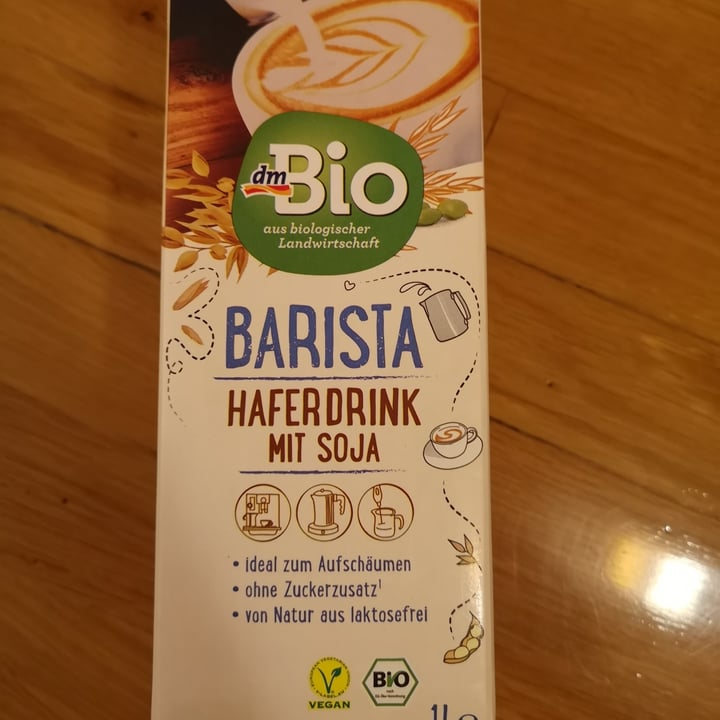 dm
Bio
aus biologischer
Landwirtschaft
BARISTA
HAFERDRINK
MIT SOJA
• ideal zum Aufschäumen
• ohne Zuckerzusatz¹
• von Natur aus laktosefrei
VEGAN
BIO
nach